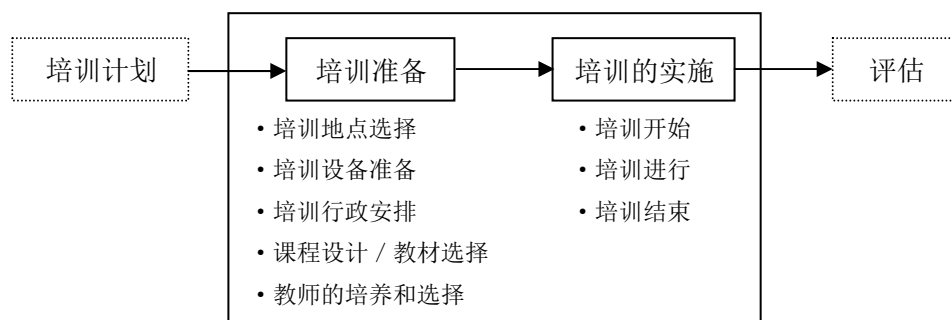 培训计划
培训准备
培训的实施
评估
·培训地点选择
·培训设备准备
·培训行政安排
·课程设计 / 教材选择
·教师的培养和选择
·培训开始
·培训进行
·培训结束